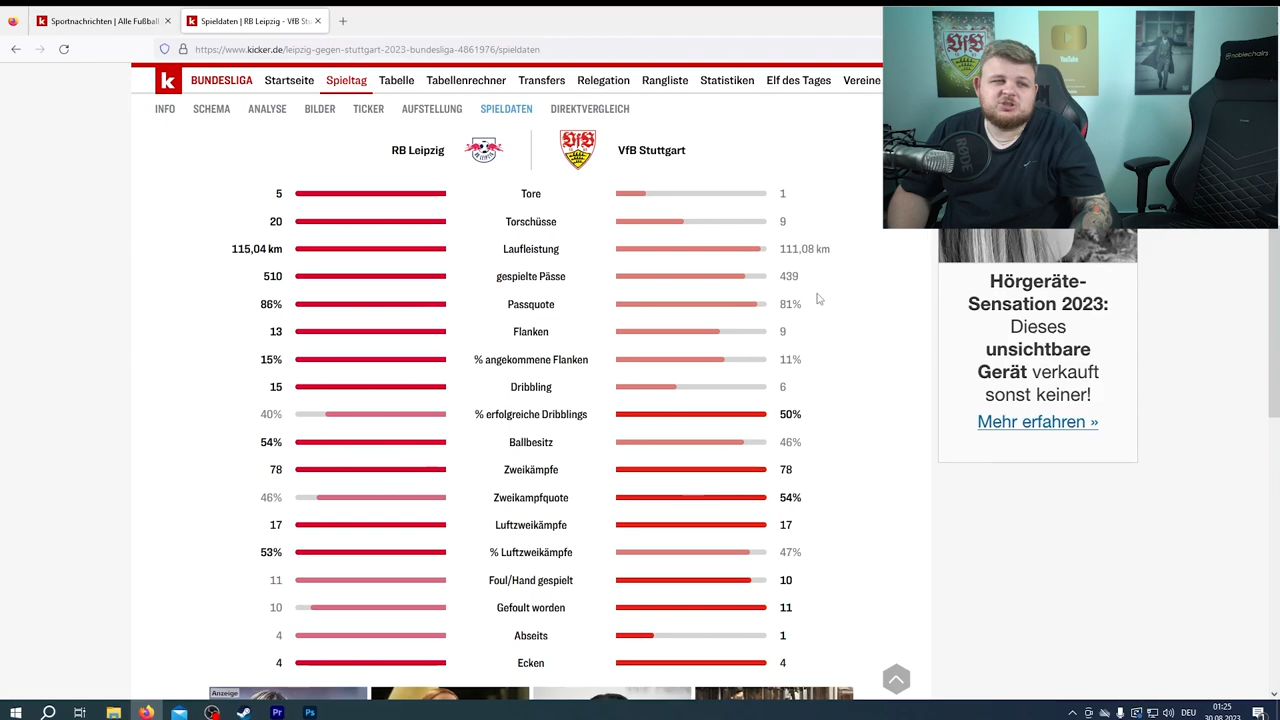 Sportnachrichten | Alle Fußball
Spieldaten | RB Leipzig - VfB Stu
https://www.kicker.de/leipzig-gegen-stuttgart-2023-bundesliga-4861976/spieldaten
k BUNDESLIGA Startseite Spieltag Tabelle Tabellenrechner Transfers Relegation Rangliste Statistiken Elf des Tages Vereine
INFO SCHEMA ANALYSE BILDER TICKER AUFSTELLUNG SPIELDATEN DIREKTVERGLEICH
RB Leipzig VfB Stuttgart
5 Tore 1
20 Torschüsse 9
115,04 km Laufleistung 111,08 km
510 gespielte Pässe 439
86% Passquote 81%
13 Flanken 9
15% % angekommene Flanken 11%
15 Dribbling 6
40% % erfolgreiche Dribblings 50%
54% Ballbesitz 46%
78 Zweikämpfe 78
46% Zweikampfquote 54%
17 Luftzweikämpfe 17
53% % Luftzweikämpfe 47%
11 Foul/Hand gespielt 10
10 Gefoult worden 11
4 Abseits 1
4 Ecken 4
Anzeige
YouTube
noblechairs
RØDE
Hörgeräte-
Sensation 2023:
Dieses
unsichtbare
Gerät verkauft
sonst keiner!
Mehr erfahren »
Pr
Ps
DEU
01:25
30.08.2023